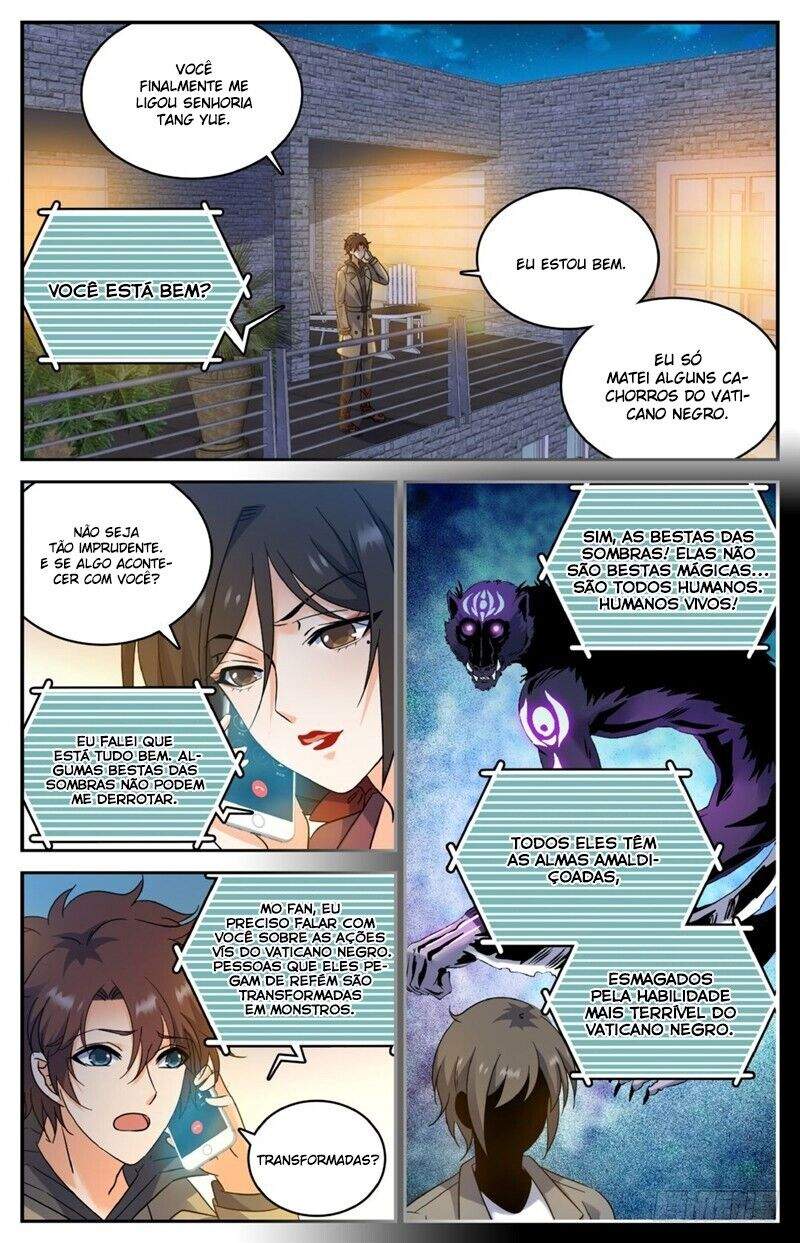 VOCÊ
FINALMENTE ME
LIGOU SENHORIA
TANG YUE.
VOCÊ ESTÁ BEM?
EU ESTOU BEM.
EU SÓ
MATEI ALGUNS CA-
CHORROS DO VATI-
CANO NEGRO.
NÃO SEJA
TÃO IMPRUDENTE.
E SE ALGO ACONTE-
CER COM VOCÊ?
EU FALEI QUE
ESTÁ TUDO BEM. AL-
GUMAS BESTAS DAS
SOMBRAS NÃO PODEM
ME DERROTAR.
MO FAN, EU
PRECISO FALAR COM
VOCÊ SOBRE AS AÇÕES
VÍS DO VATICANO NEGRO.
PESSOAS QUE ELES PE-
GAM DE REFÉM SÃO
TRANSFORMADAS
EM MONSTROS.
TRANSFORMADAS?
SIM, AS BESTAS DAS
SOMBRAS! ELAS NÃO
SÃO BESTAS MÁGICAS...
SÃO TODOS HUMANOS.
HUMANOS VIVOS!
TODOS ELES TÊM
AS ALMAS AMALDI-
ÇOADAS,
ESMAGADOS
PELA HABILIDADE
MAIS TERRÍVEL DO
VATICANO NEGRO.